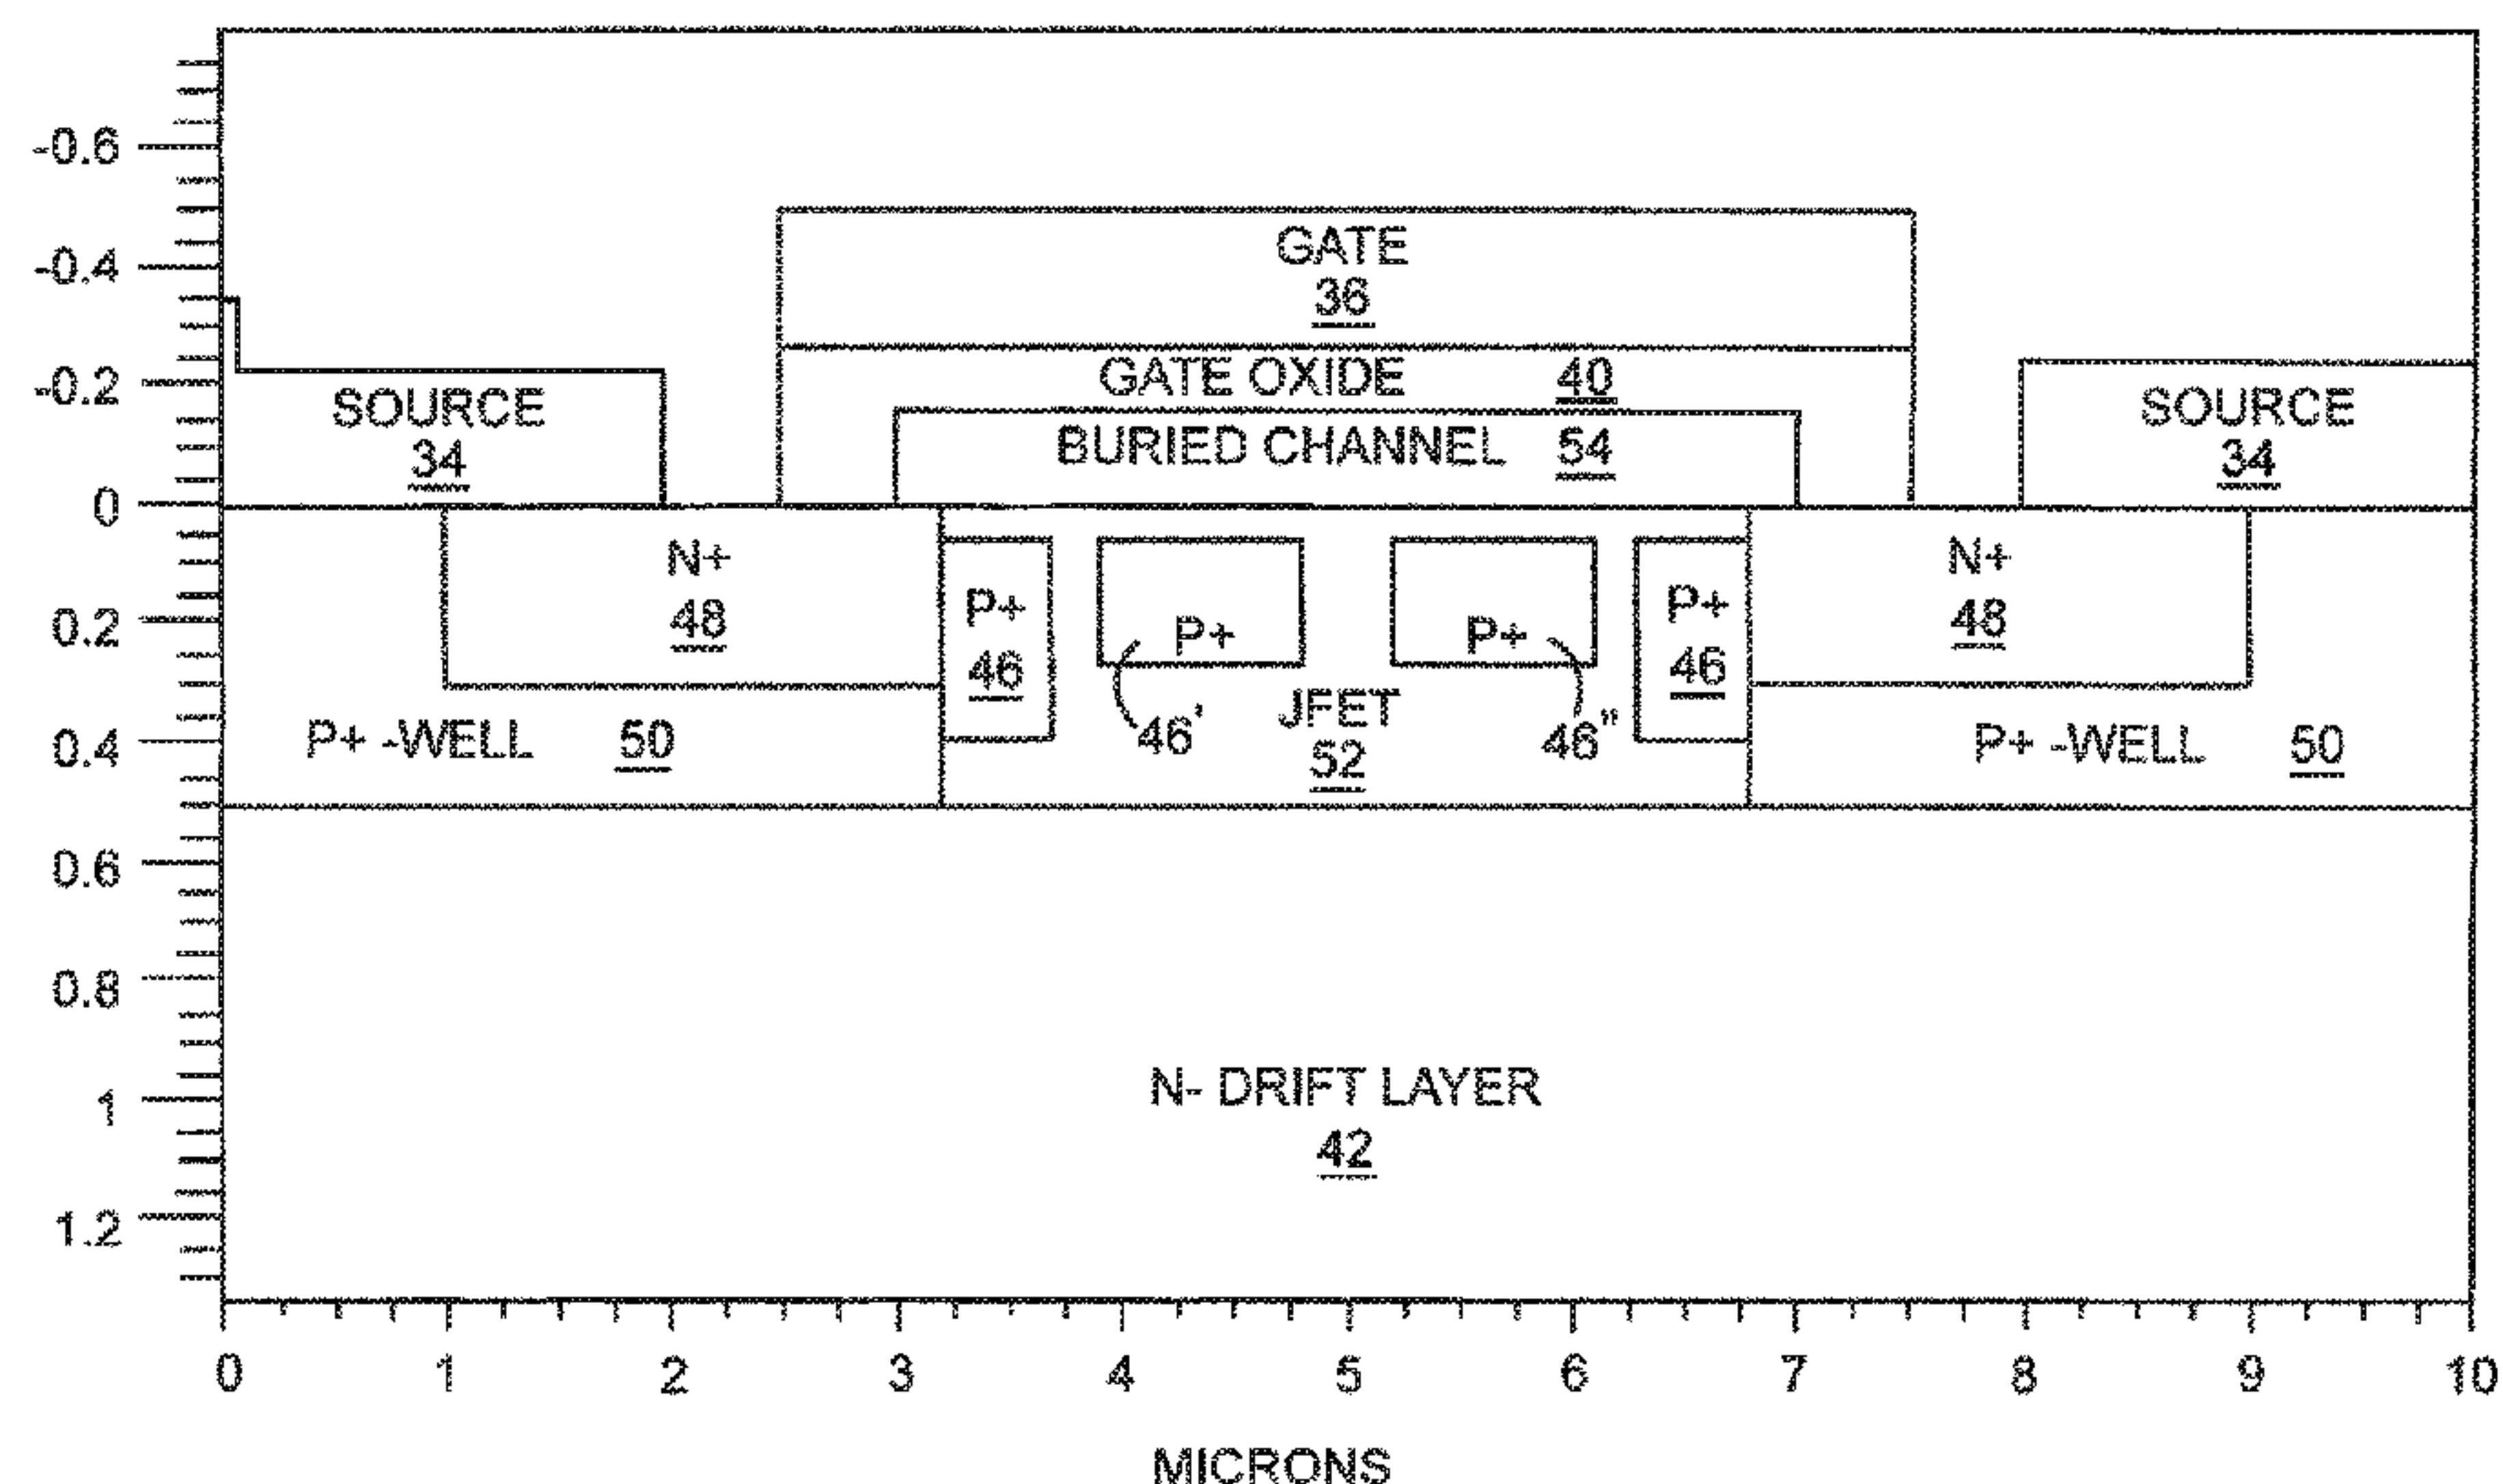 -0.6
-0.4
-0.2
0
0.2
0.4
0.6
0.8
1
1.2
GATE
36
GATE OXIDE 40
BURIED CHANNEL 54
SOURCE
34
SOURCE
34
N+
48
P+
46
P+
46'
P+
46"
P+
46
N+
48
P+ -WELL 50
JFET
52
P+ -WELL 50
N- DRIFT LAYER
42
0 1 2 3 4 5 6 7 8 9 10
MICRONS